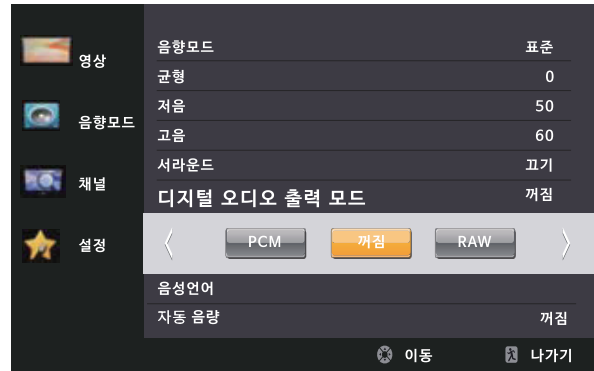 영상
음향모드
채널
설정
음향모드 표준
균형 0
저음 50
고음 60
서라운드 끄기
디지털 오디오 출력 모드 꺼짐
PCM 꺼짐 RAW
음성언어
자동 음량 꺼짐
이동 나가기